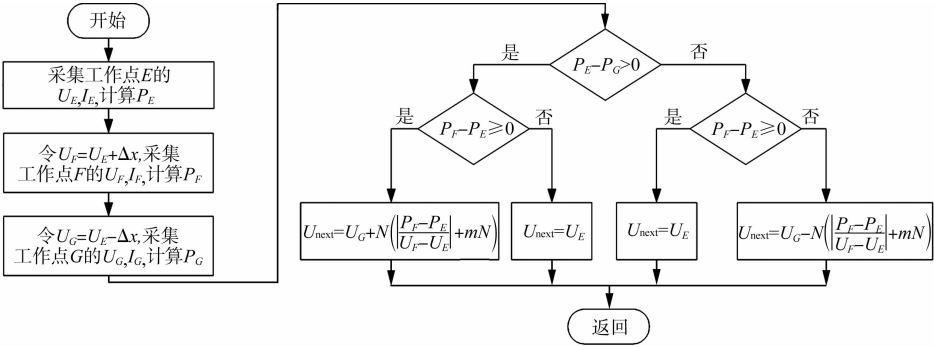 开始
采集工作点E的
U_E,I_E,计算P_E
令U_F=U_E+Δx,采集
工作点F的U_F,I_F,计算P_F
令U_G=U_E−Δx,采集
工作点G的U_G,I_G,计算P_G
P_E−P_G>0
是
否
P_F−P_E≥0
是
否
P_F−P_E≥0
是
否
U_next=U_G+N(|(P_F−P_E)/(U_F−U_E)|+mN)
U_next=U_E
U_next=U_E
U_next=U_G−N(|(P_F−P_E)/(U_F−U_E)|+mN)
返回